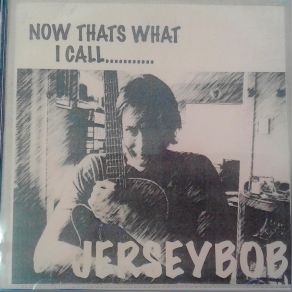 NOW THATS WHAT
I CALL...........
JERSEYBOB